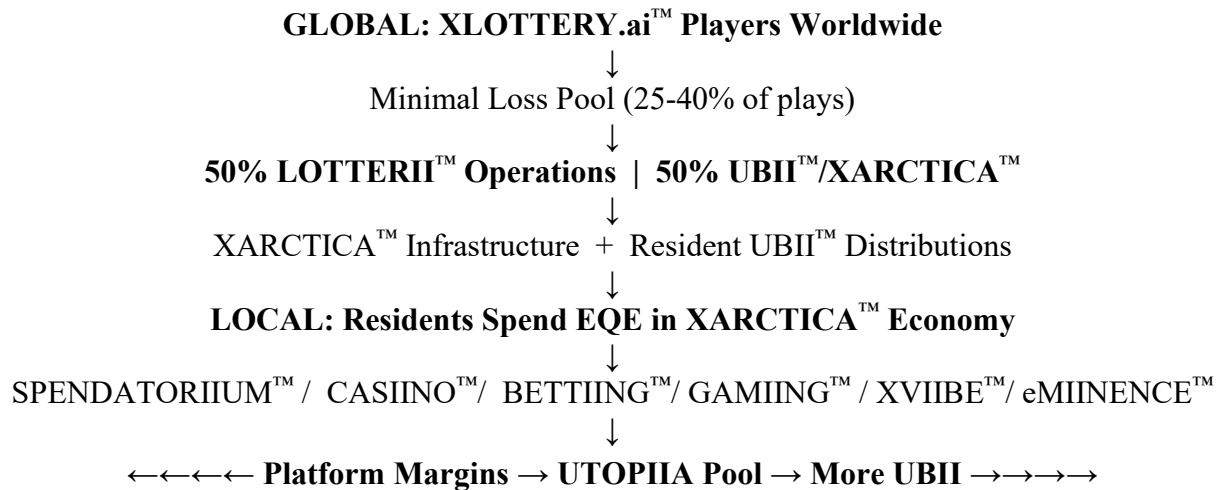 GLOBAL: XLOTTERY.ai™ Players Worldwide
↓
Minimal Loss Pool (25-40% of plays)
↓
50% LOTTERII™ Operations | 50% UBII™/XARCTICA™
↓
XARCTICA™ Infrastructure + Resident UBII™ Distributions
↓
LOCAL: Residents Spend EQE in XARCTICA™ Economy
↓
SPENDATORIIUM™ / CASIINO™/ BETTIING™/ GAMIING™ / XVIIBE™/ eMIINENCE™
↓
←←←← Platform Margins → UTOPIIA Pool → More UBII →→→→